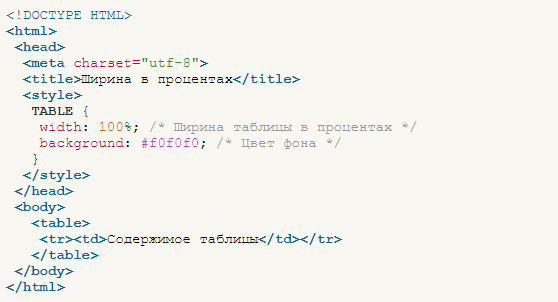 <!DOCTYPE HTML>
<html>
<head>
<meta charset="utf-8">
<title>Ширина в процентах</title>
<style>
TABLE {
width: 100%; /* Ширина таблицы в процентах */
background: #f0f0f0; /* Цвет фона */
}
</style>
</head>
<body>
<table>
<tr><td>Содержимое таблицы</td></tr>
</table>
</body>
</html>